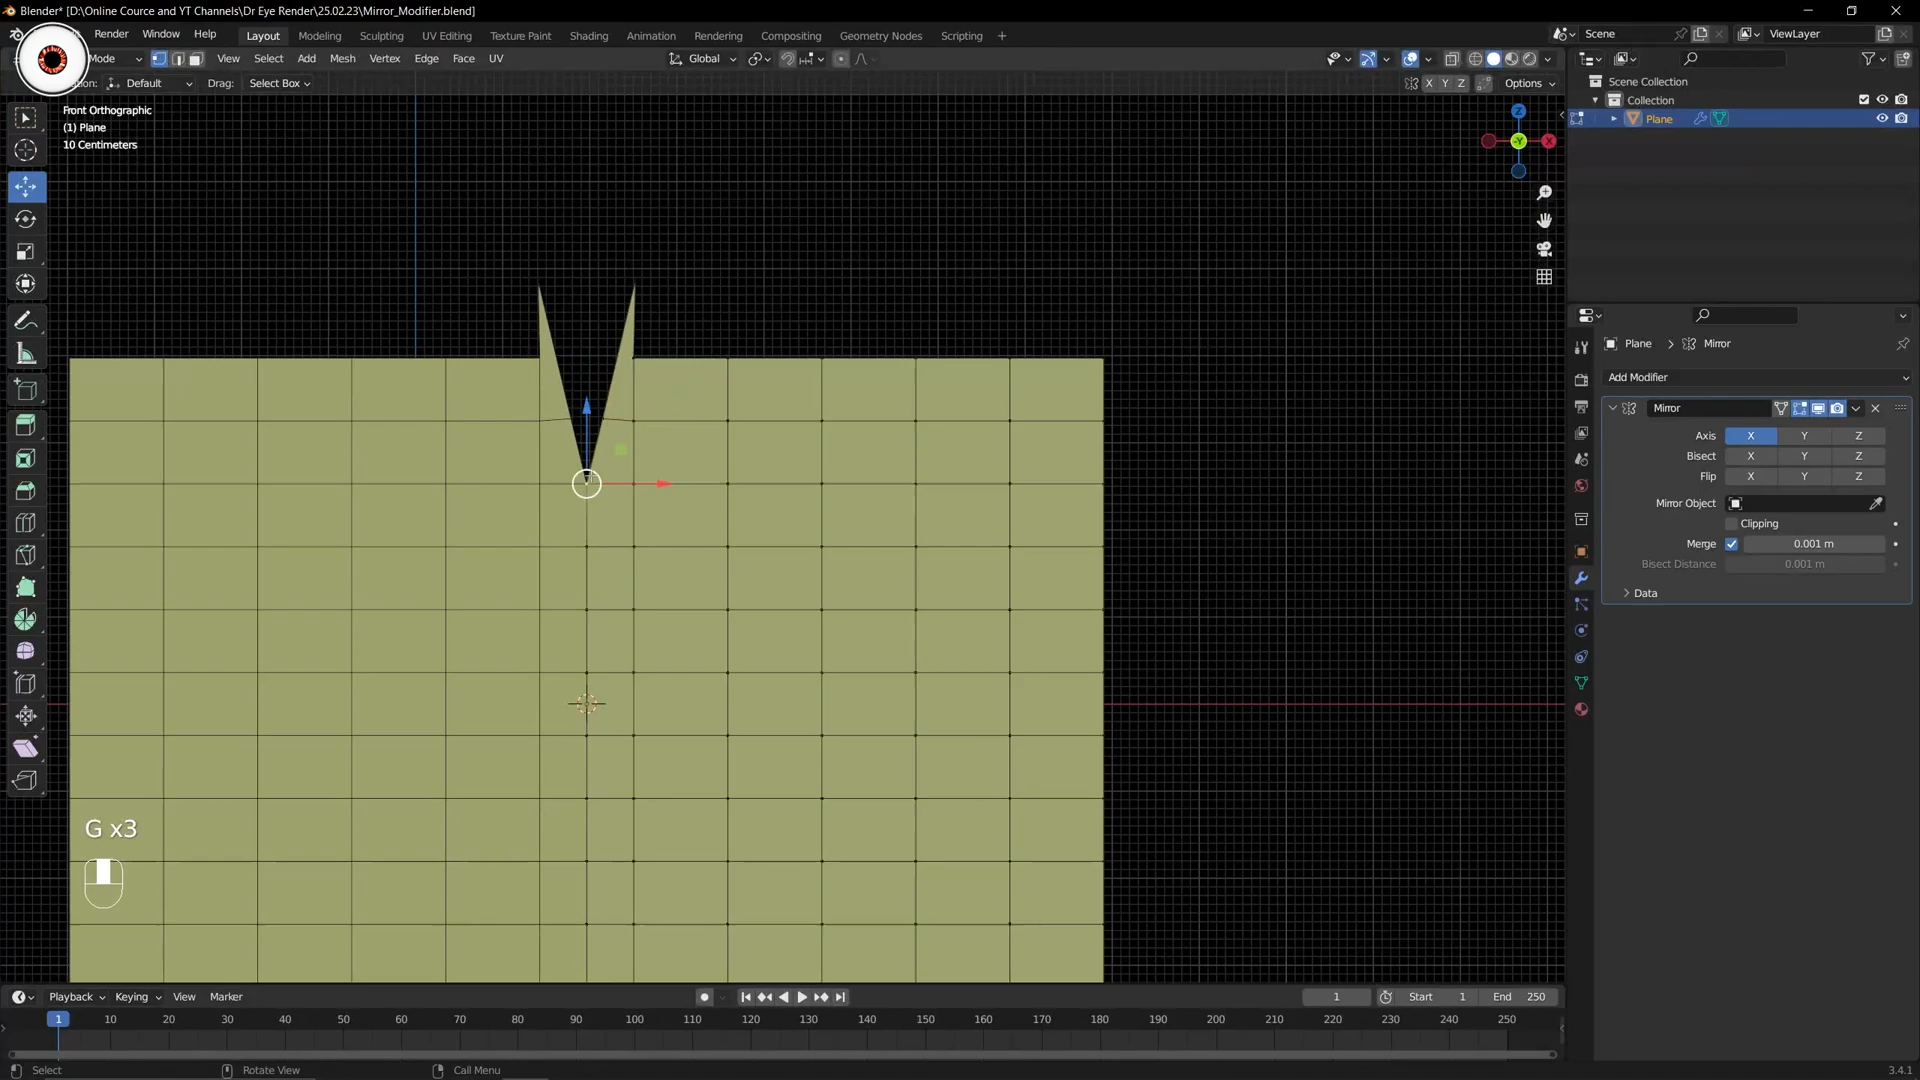 Blender* [D:\Online Cource and YT Channels\Dr Eye Render\25.02.23\Mirror_Modifier.blend]
Render Window Help Layout Modeling Sculpting UV Editing Texture Paint Shading Animation Rendering Compositing Geometry Nodes Scripting + Scene ViewLayer
Mode View Select Add Mesh Vertex Edge Face UV Global
Default Drag: Select Box X Y Z Options
Scene Collection
Collection
Plane
Front Orthographic
(1) Plane
10 Centimeters
Z
-Y X
Plane > Mirror
Add Modifier
Mirror
Axis X Y Z
Bisect X Y Z
Flip X Y Z
Mirror Object
Clipping
Merge 0.001 m
Bisect Distance 0.001 m
Data
G x3
Playback Keying View Marker 1 Start 1 End 250
1 10 20 30 40 50 60 70 80 90 100 110 120 130 140 150 160 170 180 190 200 210 220 230 240 250
Select Rotate View Call Menu 3.4.1